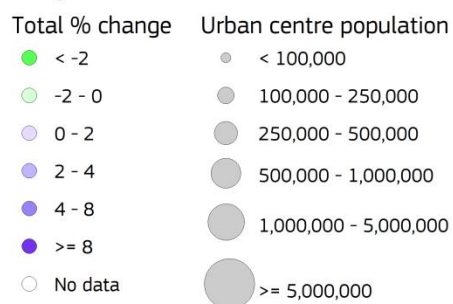 Total % change
< -2
-2 - 0
0 - 2
2 - 4
4 - 8
>= 8
No data
Urban centre population
< 100,000
100,000 - 250,000
250,000 - 500,000
500,000 - 1,000,000
1,000,000 - 5,000,000
>= 5,000,000